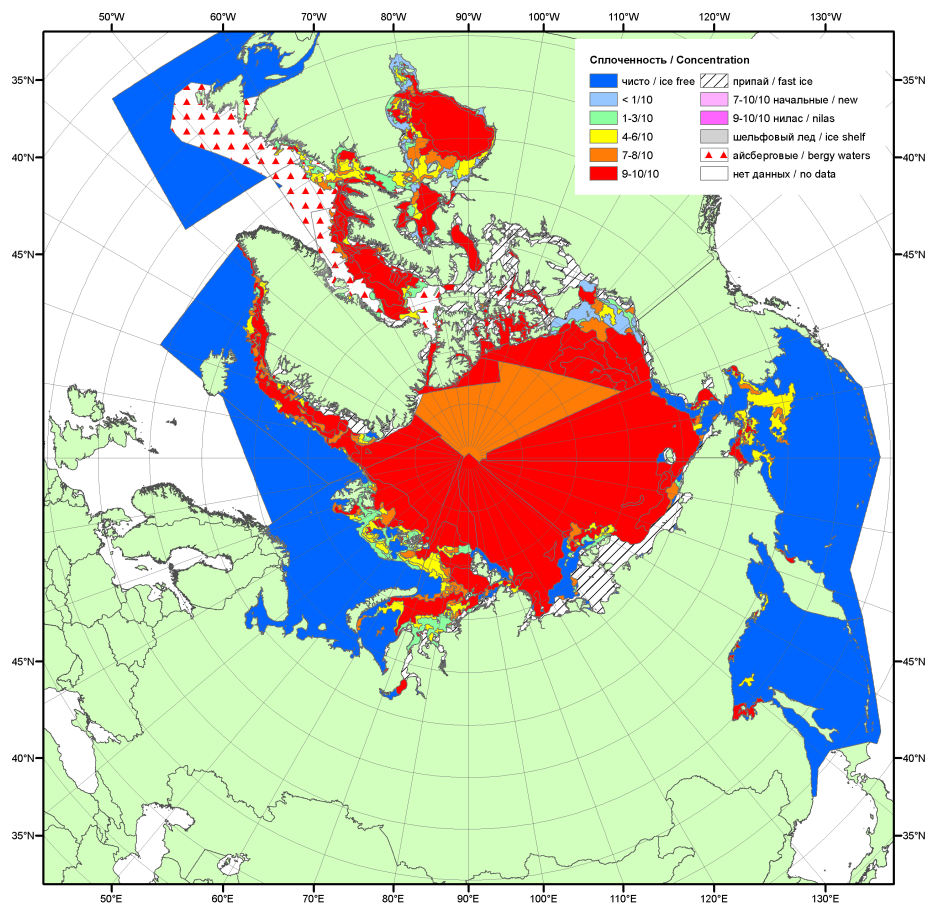 50°W 60°W 70°W 80°W 90°W 100°W 110°W 120°W 130°W
Сплоченность / Concentration
чисто / ice free
< 1/10
1-3/10
4-6/10
7-8/10
9-10/10
припай / fast ice
7-10/10 начальные / new
9-10/10 нилас / nilas
шельфовый лед / ice shelf
айсберговые / bergy waters
нет данных / no data
35°N 35°N
40°N 40°N
45°N 45°N
45°N 45°N
40°N 40°N
35°N 35°N
50°E 60°E 70°E 80°E 90°E 100°E 110°E 120°E 130°E